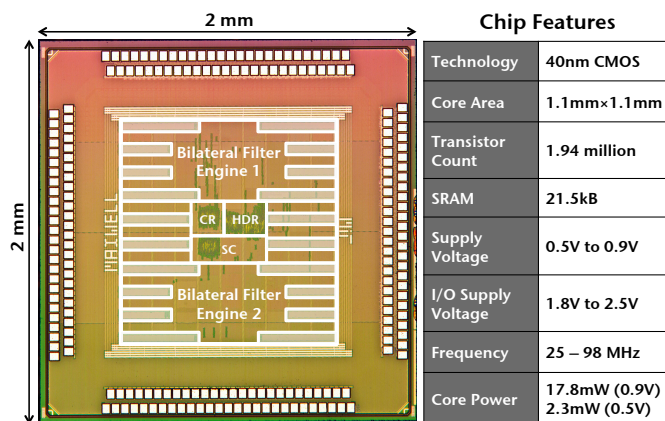 2 mm
2 mm
Bilateral Filter
Engine 1
CR
HDR
SC
Bilateral Filter
Engine 2
MAXWELL
Chip Features
Technology
40nm CMOS
Core Area
1.1mm×1.1mm
Transistor
Count
1.94 million
SRAM
21.5kB
Supply
Voltage
0.5V to 0.9V
I/O Supply
Voltage
1.8V to 2.5V
Frequency
25 – 98 MHz
Core Power
17.8mW (0.9V)
2.3mW (0.5V)